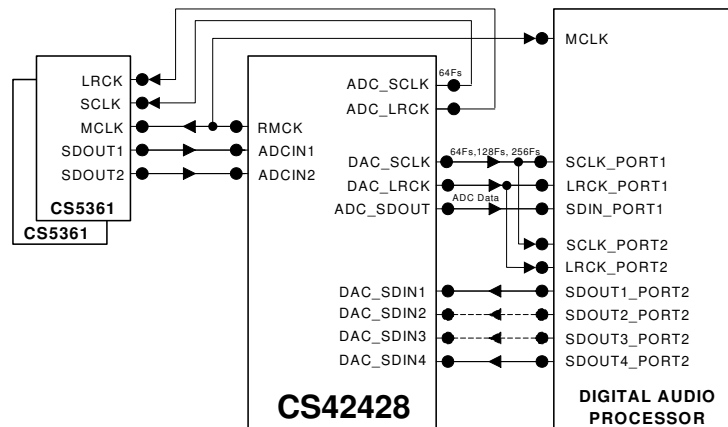 MCLK
LRCK
SCLK
MCLK
SDOUT1
SDOUT2
CS5361
CS5361
64Fs
ADC_SCLK
ADC_LRCK
RMCK
ADCIN1
ADCIN2
64Fs,128Fs, 256Fs
DAC_SCLK
DAC_LRCK
ADC_SDOUT
ADC Data
DAC_SDIN1
DAC_SDIN2
DAC_SDIN3
DAC_SDIN4
CS42428
SCLK_PORT1
LRCK_PORT1
SDIN_PORT1
SCLK_PORT2
LRCK_PORT2
SDOUT1_PORT2
SDOUT2_PORT2
SDOUT3_PORT2
SDOUT4_PORT2
DIGITAL AUDIO
PROCESSOR